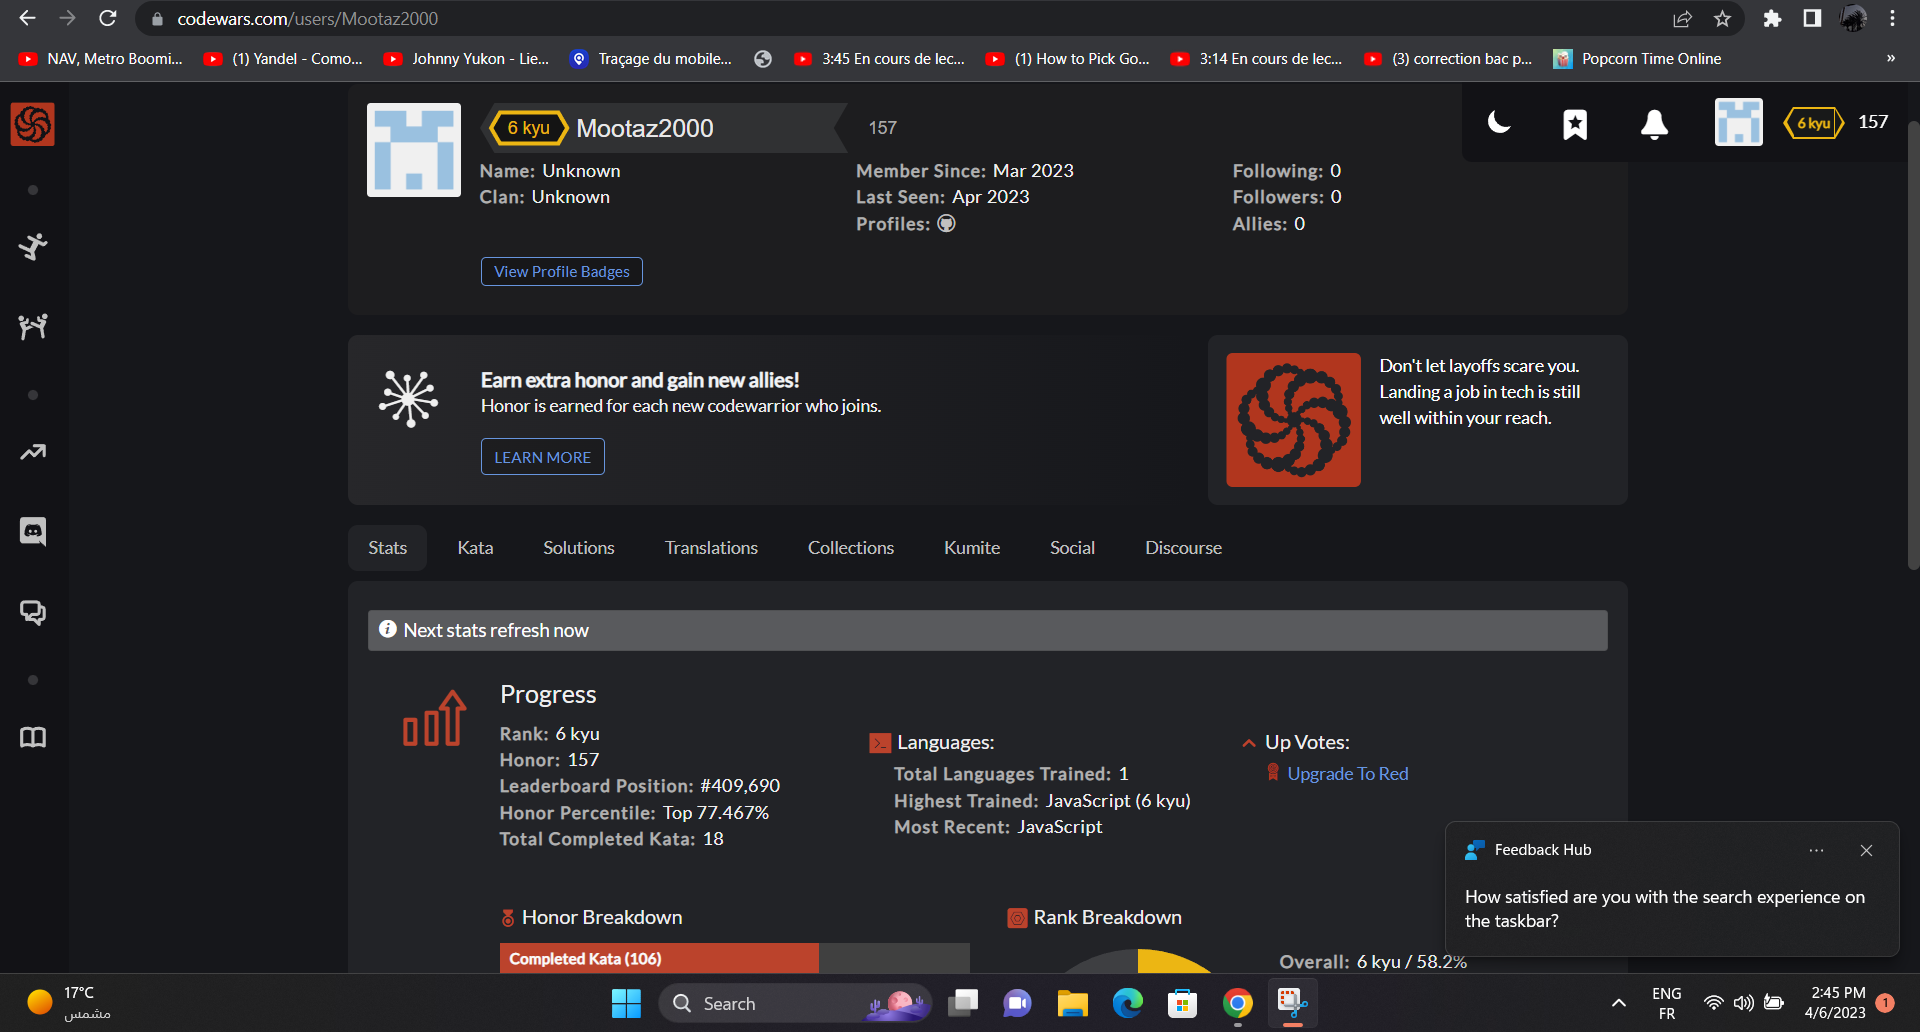 codewars.com/users/Mootaz2000
NAV, Metro Boomi...
(1) Yandel - Como...
Johnny Yukon - Lie...
Traçage du mobile...
3:45 En cours de lec...
(1) How to Pick Go...
3:14 En cours de lec...
(3) correction bac p...
Popcorn Time Online
»
6 kyu
Mootaz2000
157
6 kyu
157
Name: Unknown
Clan: Unknown
Member Since: Mar 2023
Last Seen: Apr 2023
Profiles:
Following: 0
Followers: 0
Allies: 0
View Profile Badges
Earn extra honor and gain new allies!
Honor is earned for each new codewarrior who joins.
LEARN MORE
Don't let layoffs scare you.
Landing a job in tech is still
well within your reach.
Stats
Kata
Solutions
Translations
Collections
Kumite
Social
Discourse
Next stats refresh now
Progress
Rank: 6 kyu
Honor: 157
Leaderboard Position: #409,690
Honor Percentile: Top 77.467%
Total Completed Kata: 18
Languages:
Total Languages Trained: 1
Highest Trained: JavaScript (6 kyu)
Most Recent: JavaScript
Up Votes:
Upgrade To Red
Honor Breakdown
Completed Kata (106)
Rank Breakdown
Overall: 6 kyu / 58.2%
Feedback Hub
How satisfied are you with the search experience on
the taskbar?
17°C
مشمس
Search
ENG
FR
2:45 PM
4/6/2023
1